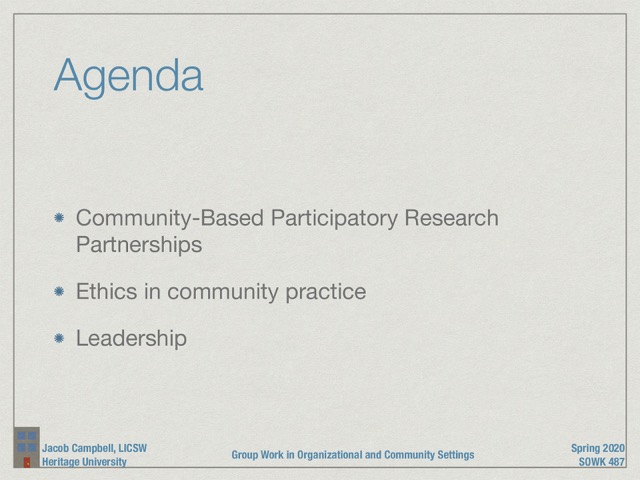 Agenda
Community-Based Participatory Research
Partnerships
Ethics in community practice
Leadership
Jacob Campbell, LICSW
Heritage University
Group Work in Organizational and Community Settings
Spring 2020
SOWK 487